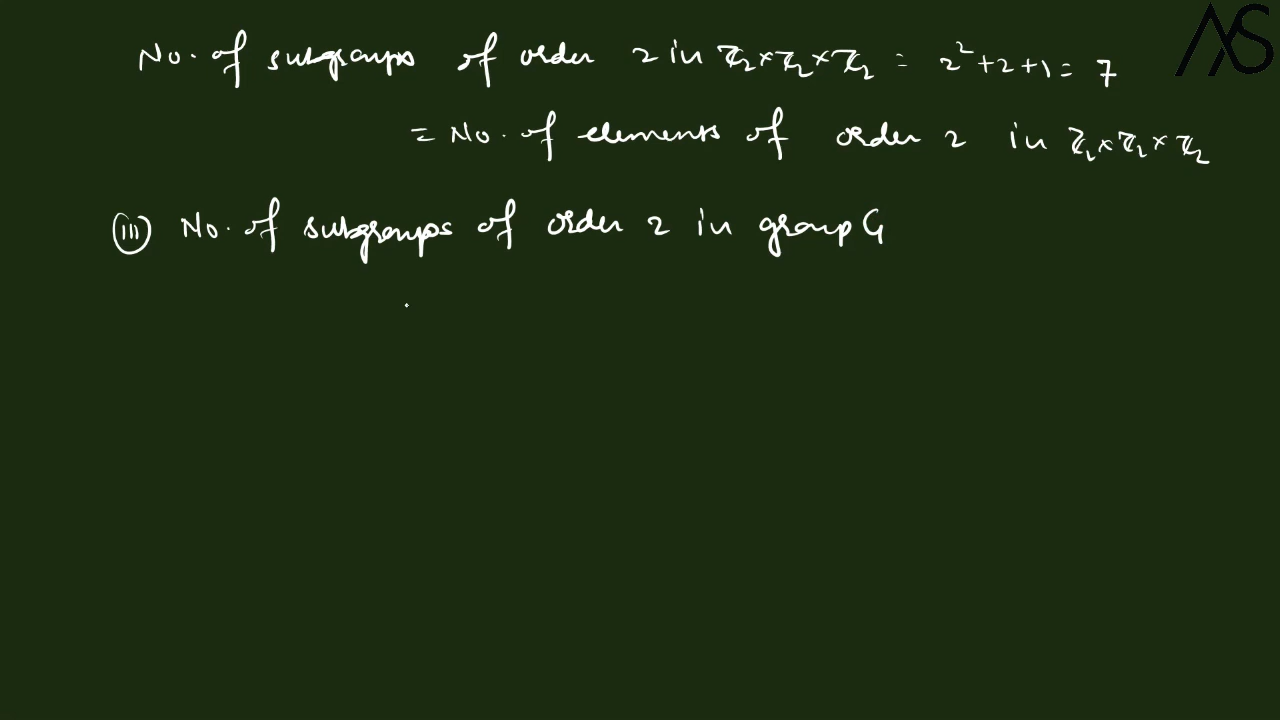 No. of subgroups of order 2 in ℤ₂×ℤ₂×ℤ₂ = 2²+2+1 = 7
= No. of elements of order 2 in ℤ₂×ℤ₂×ℤ₂
(iii) No. of subgroups of order 2 in group G
AS